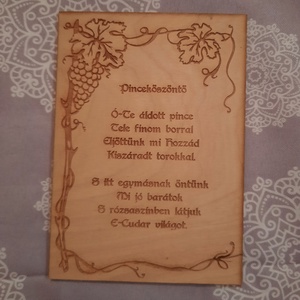 Pinceköszöntő
Ó-Te áldott pince
Tele finom borral
Eljöttünk mi Hozzád
Kiszáradt torokkal.
S itt egymásnak öntünk
Mi jó barátok
S rózsaszínben látjuk
E-Cudar világot.